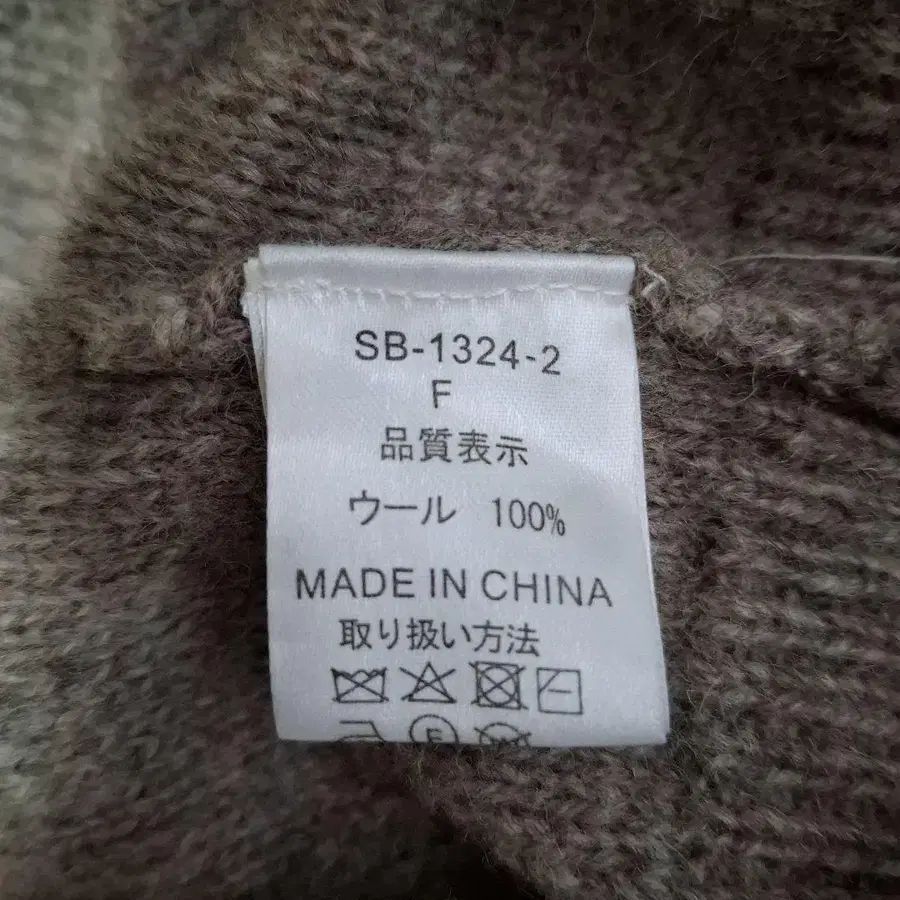 SB-1324-2
F
品質表示
ウール 100%
MADE IN CHINA
取り扱い方法